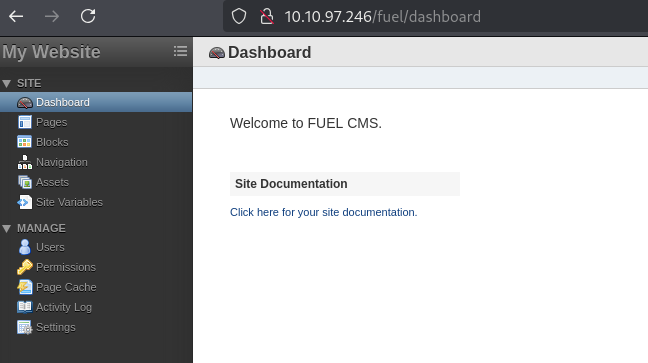 10.10.97.246/fuel/dashboard
My Website
Dashboard
SITE
Dashboard
Pages
Blocks
Navigation
Assets
Site Variables
MANAGE
Users
Permissions
Page Cache
Activity Log
Settings
Welcome to FUEL CMS.
Site Documentation
Click here for your site documentation.